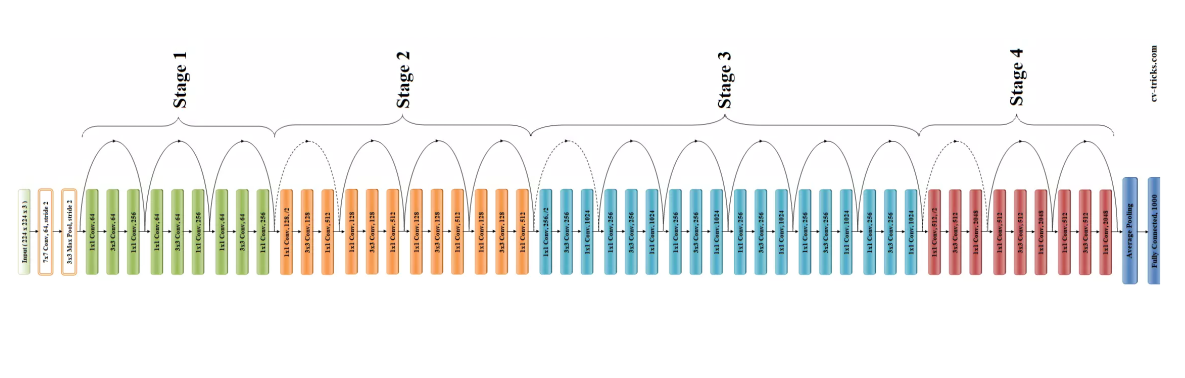 Stage 1
Stage 2
Stage 3
Stage 4
cv-tricks.com
Input (224 x 224 x 3)
7x7 Conv, 64, stride 2
3x3 Max Pool, stride 2
1x1 Conv, 64
3x3 Conv, 64
1x1 Conv, 256
1x1 Conv, 64
3x3 Conv, 64
1x1 Conv, 256
1x1 Conv, 64
3x3 Conv, 64
1x1 Conv, 256
1x1 Conv, 128, /2
3x3 Conv, 128
1x1 Conv, 512
1x1 Conv, 128
3x3 Conv, 128
1x1 Conv, 512
1x1 Conv, 128
3x3 Conv, 128
1x1 Conv, 512
1x1 Conv, 128
3x3 Conv, 128
1x1 Conv, 512
1x1 Conv, 256, /2
3x3 Conv, 256
1x1 Conv, 1024
1x1 Conv, 256
3x3 Conv, 256
1x1 Conv, 1024
1x1 Conv, 256
3x3 Conv, 256
1x1 Conv, 1024
1x1 Conv, 256
3x3 Conv, 256
1x1 Conv, 1024
1x1 Conv, 256
3x3 Conv, 256
1x1 Conv, 1024
1x1 Conv, 256
3x3 Conv, 256
1x1 Conv, 1024
1x1 Conv, 512, /2
3x3 Conv, 512
1x1 Conv, 2048
1x1 Conv, 512
3x3 Conv, 512
1x1 Conv, 2048
1x1 Conv, 512
3x3 Conv, 512
1x1 Conv, 2048
Average Pooling
Fully Connected, 1000